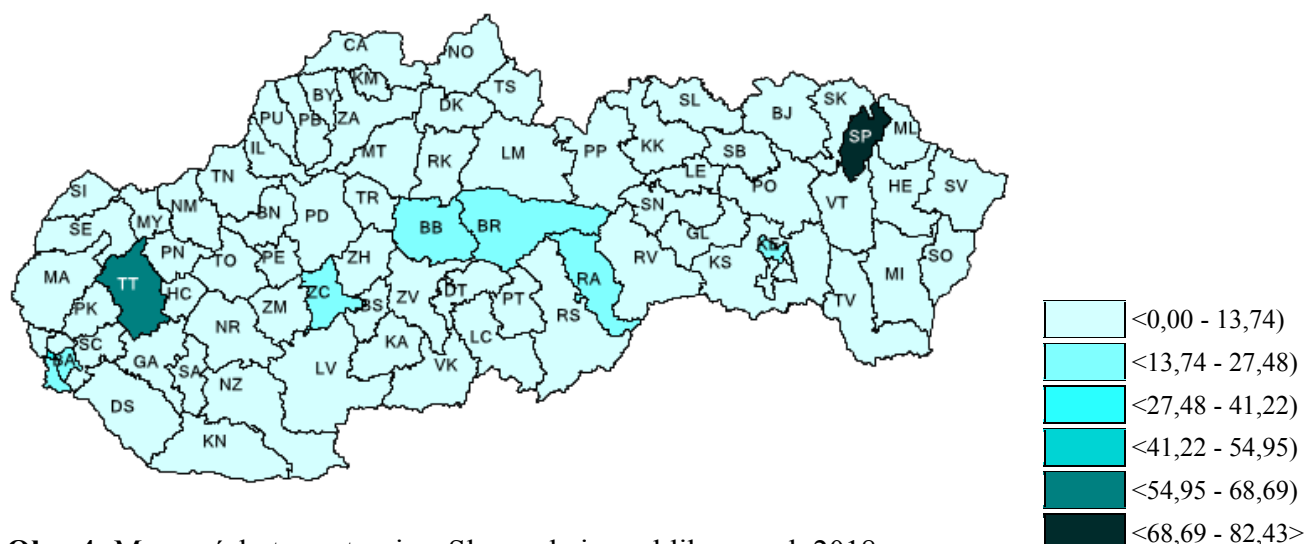 CA
NO
KM
TS
BY
DK
SL
SK
PU
PB
ZA
BJ
ML
SP
IL
MT
RK
LM
PP
KK
SB
TN
LE
PO
HE
SV
SI
NM
BN
PD
TR
SN
VT
SE
MY
BB
BR
GL
KE
PN
TO
PE
ZH
RV
KS
SO
MA
TT
HC
ZC
RA
MI
PK
ZM
BS
ZV
DT
PT
TV
NR
RS
SC
KA
LC
BA
GA
SA
NZ
LV
VK
DS
KN
<0,00 - 13,74)
<13,74 - 27,48)
<27,48 - 41,22)
<41,22 - 54,95)
<54,95 - 68,69)
<68,69 - 82,43>
Slovenskej republike v roku 2018